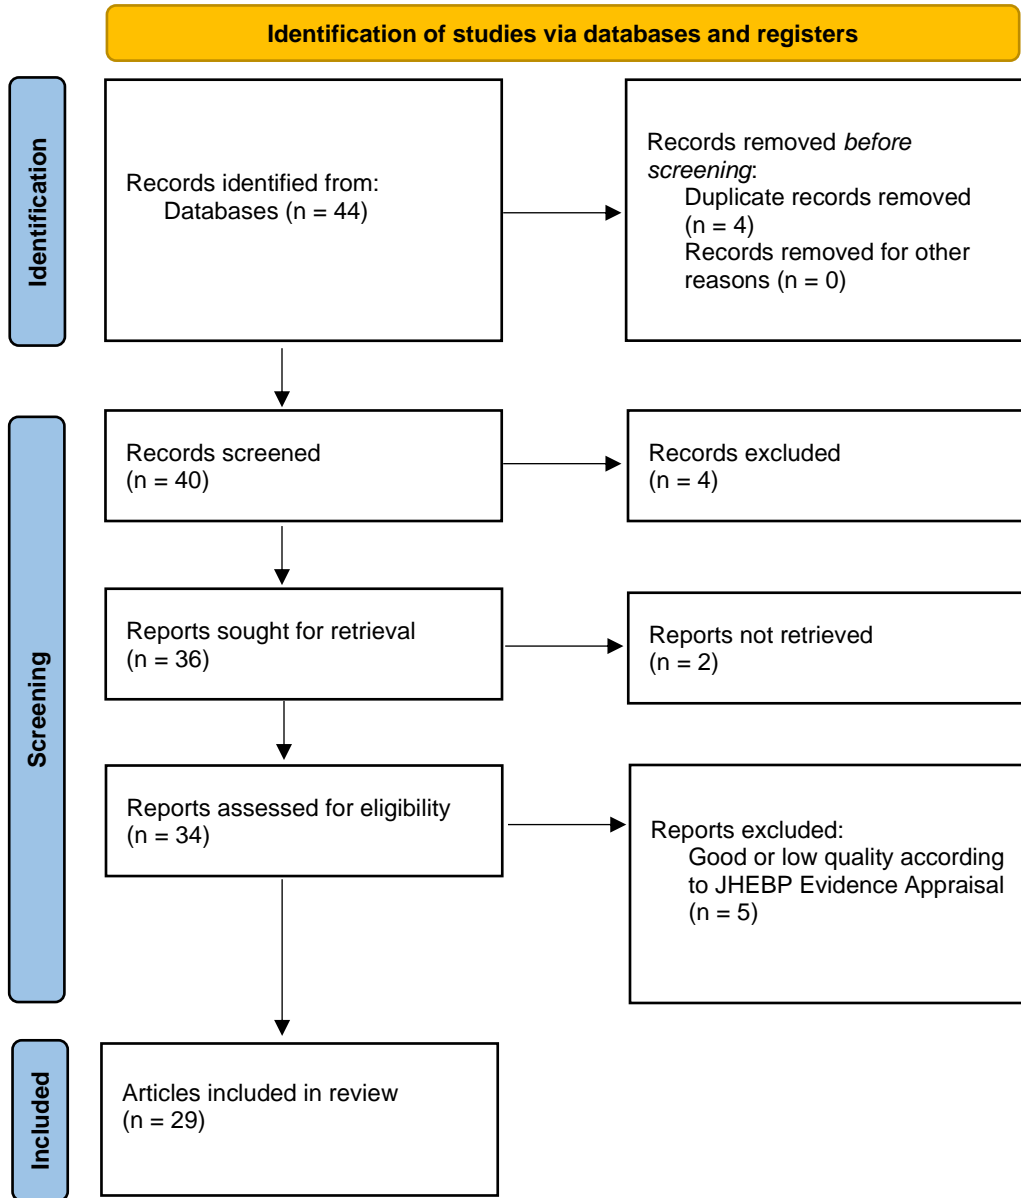 Identification of studies via databases and registers
Identification
Records identified from:
Databases (n = 44)
Records removed before
screening:
Duplicate records removed
(n = 4)
Records removed for other
reasons (n = 0)
Screening
Records screened
(n = 40)
Records excluded
(n = 4)
Reports sought for retrieval
(n = 36)
Reports not retrieved
(n = 2)
Reports assessed for eligibility
(n = 34)
Reports excluded:
Good or low quality according
to JHEBP Evidence Appraisal
(n = 5)
Included
Articles included in review
(n = 29)